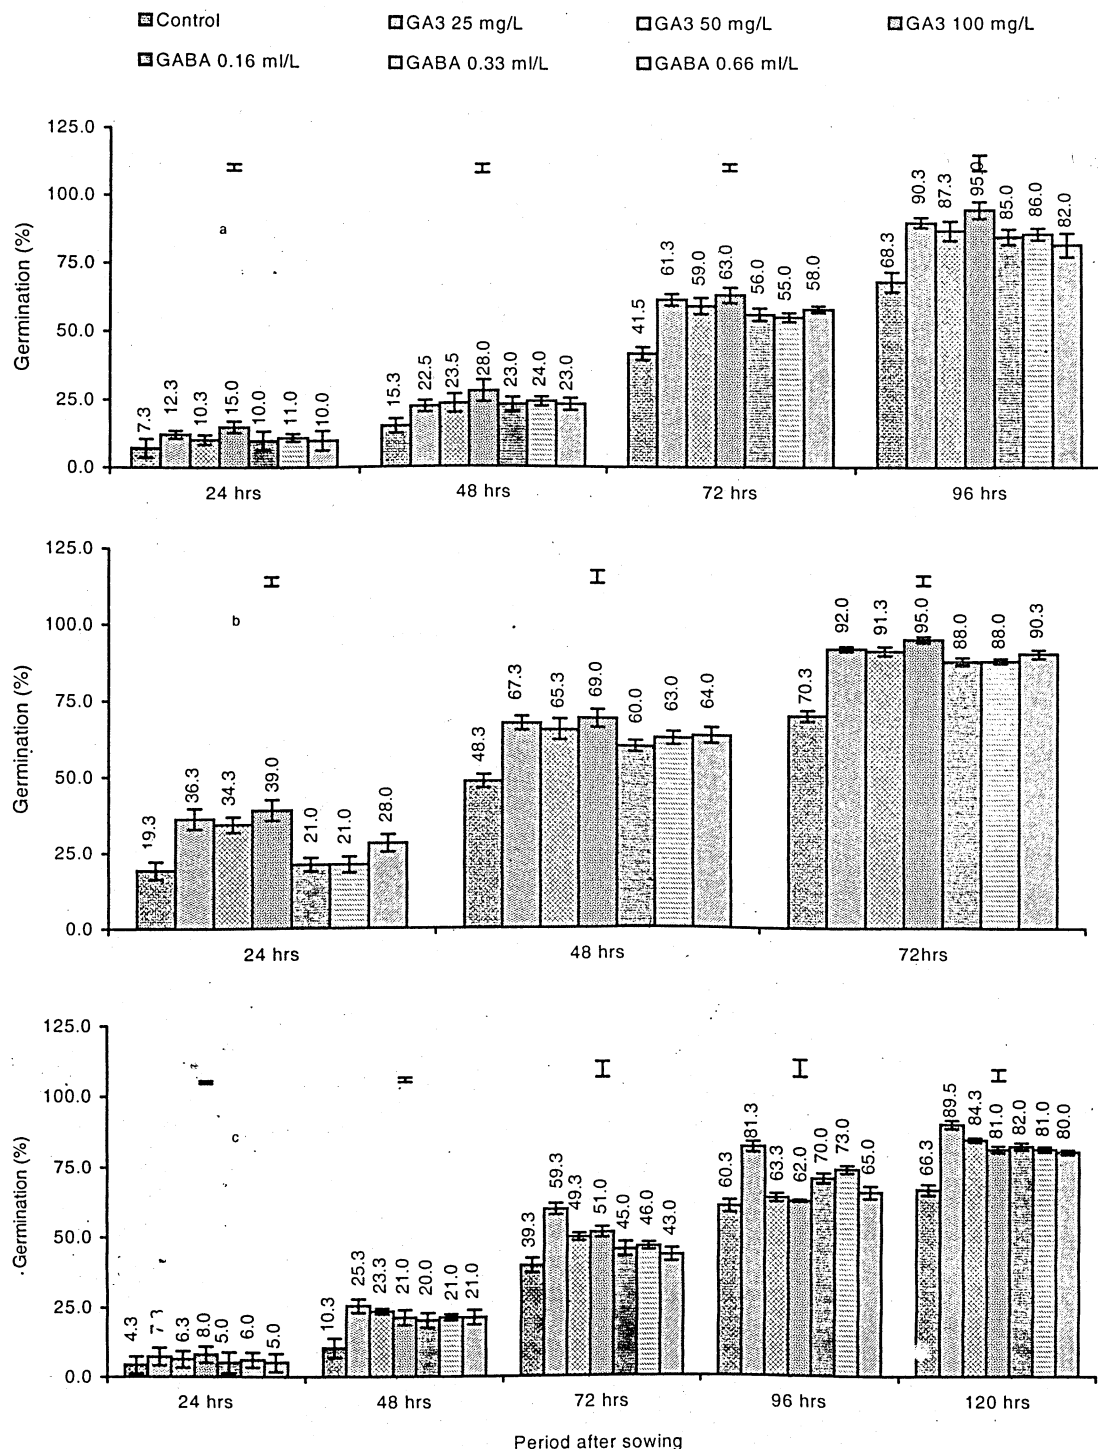 Control GA3 25 mg/L GA3 50 mg/L GA3 100 mg/L
GABA 0.16 ml/L GABA 0.33 ml/L GABA 0.66 ml/L
125.0
100.0
75.0
50.0
25.0
0.0
Germination (%)
a
7.3 12.3 10.3 15.0 10.0 11.0 10.0
15.3 22.5 23.5 28.0 23.0 24.0 23.0
41.5 61.3 59.0 63.0 56.0 55.0 58.0
68.3 90.3 87.3 95.0 85.0 86.0 82.0
24 hrs 48 hrs 72 hrs 96 hrs
125.0
100.0
75.0
50.0
25.0
0.0
Germination (%)
b
19.3 36.3 34.3 39.0 21.0 21.0 28.0
48.3 67.3 65.3 69.0 60.0 63.0 64.0
70.3 92.0 91.3 95.0 88.0 88.0 90.3
24 hrs 48 hrs 72hrs
125.0
100.0
75.0
50.0
25.0
0.0
Germination (%)
c
4.3 6.3 8.0 5.0 6.0 5.0
10.3 25.3 23.3 21.0 20.0 21.0 21.0
39.3 59.3 49.3 51.0 45.0 46.0 43.0
60.3 81.3 63.3 62.0 70.0 73.0 65.0
66.3 89.5 84.3 81.0 82.0 81.0 80.0
24 hrs 48 hrs 72 hrs 96 hrs 120 hrs
Period after sowing